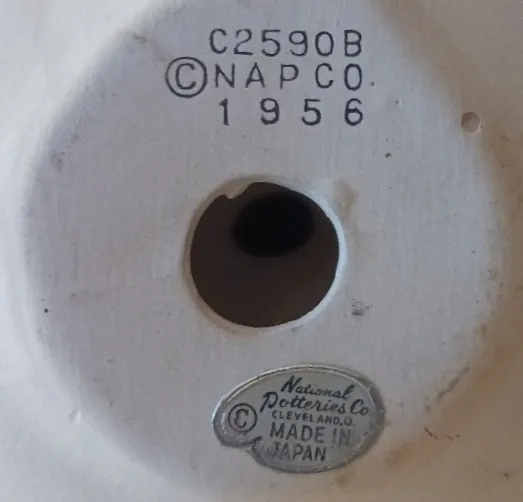 C2590B
©NAPCO
1956
National
Potteries Co
CLEVELAND, O.
© MADE IN
JAPAN